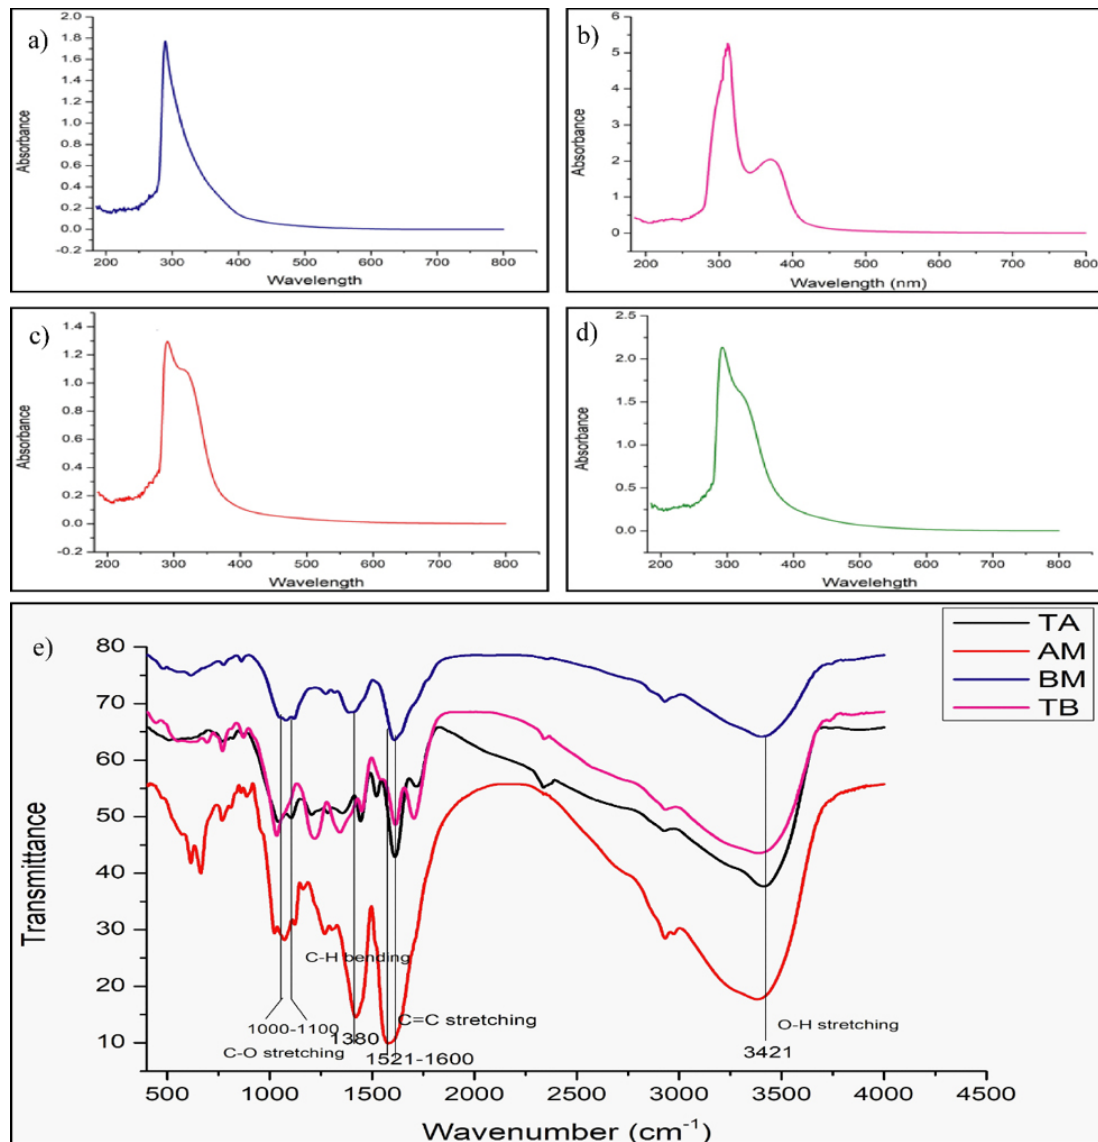 a)
2.0
1.8
1.6
1.4
1.2
1.0
0.8
0.6
0.4
0.2
0.0
-0.2
Absorbance
200 300 400 500 600 700 800
Wavelength
b)
6
5
4
3
2
1
0
Absorbance
200 300 400 500 600 700 800
Wavelength (nm)
c)
1.4
1.2
1.0
0.8
0.6
0.4
0.2
0.0
-0.2
Absorbance
200 300 400 500 600 700 800
Wavelength
d)
2.5
2.0
1.5
1.0
0.5
0.0
Absorbance
200 300 400 500 600 700 800
Wavelehgth
e)
TA
AM
BM
TB
80
70
60
50
40
30
20
10
Transmittance
C-H bending
1000-1100
1380
C=C stretching
O-H stretching
C-O stretching
1521-1600
3421
500 1000 1500 2000 2500 3000 3500 4000 4500
Wavenumber (cm⁻¹)